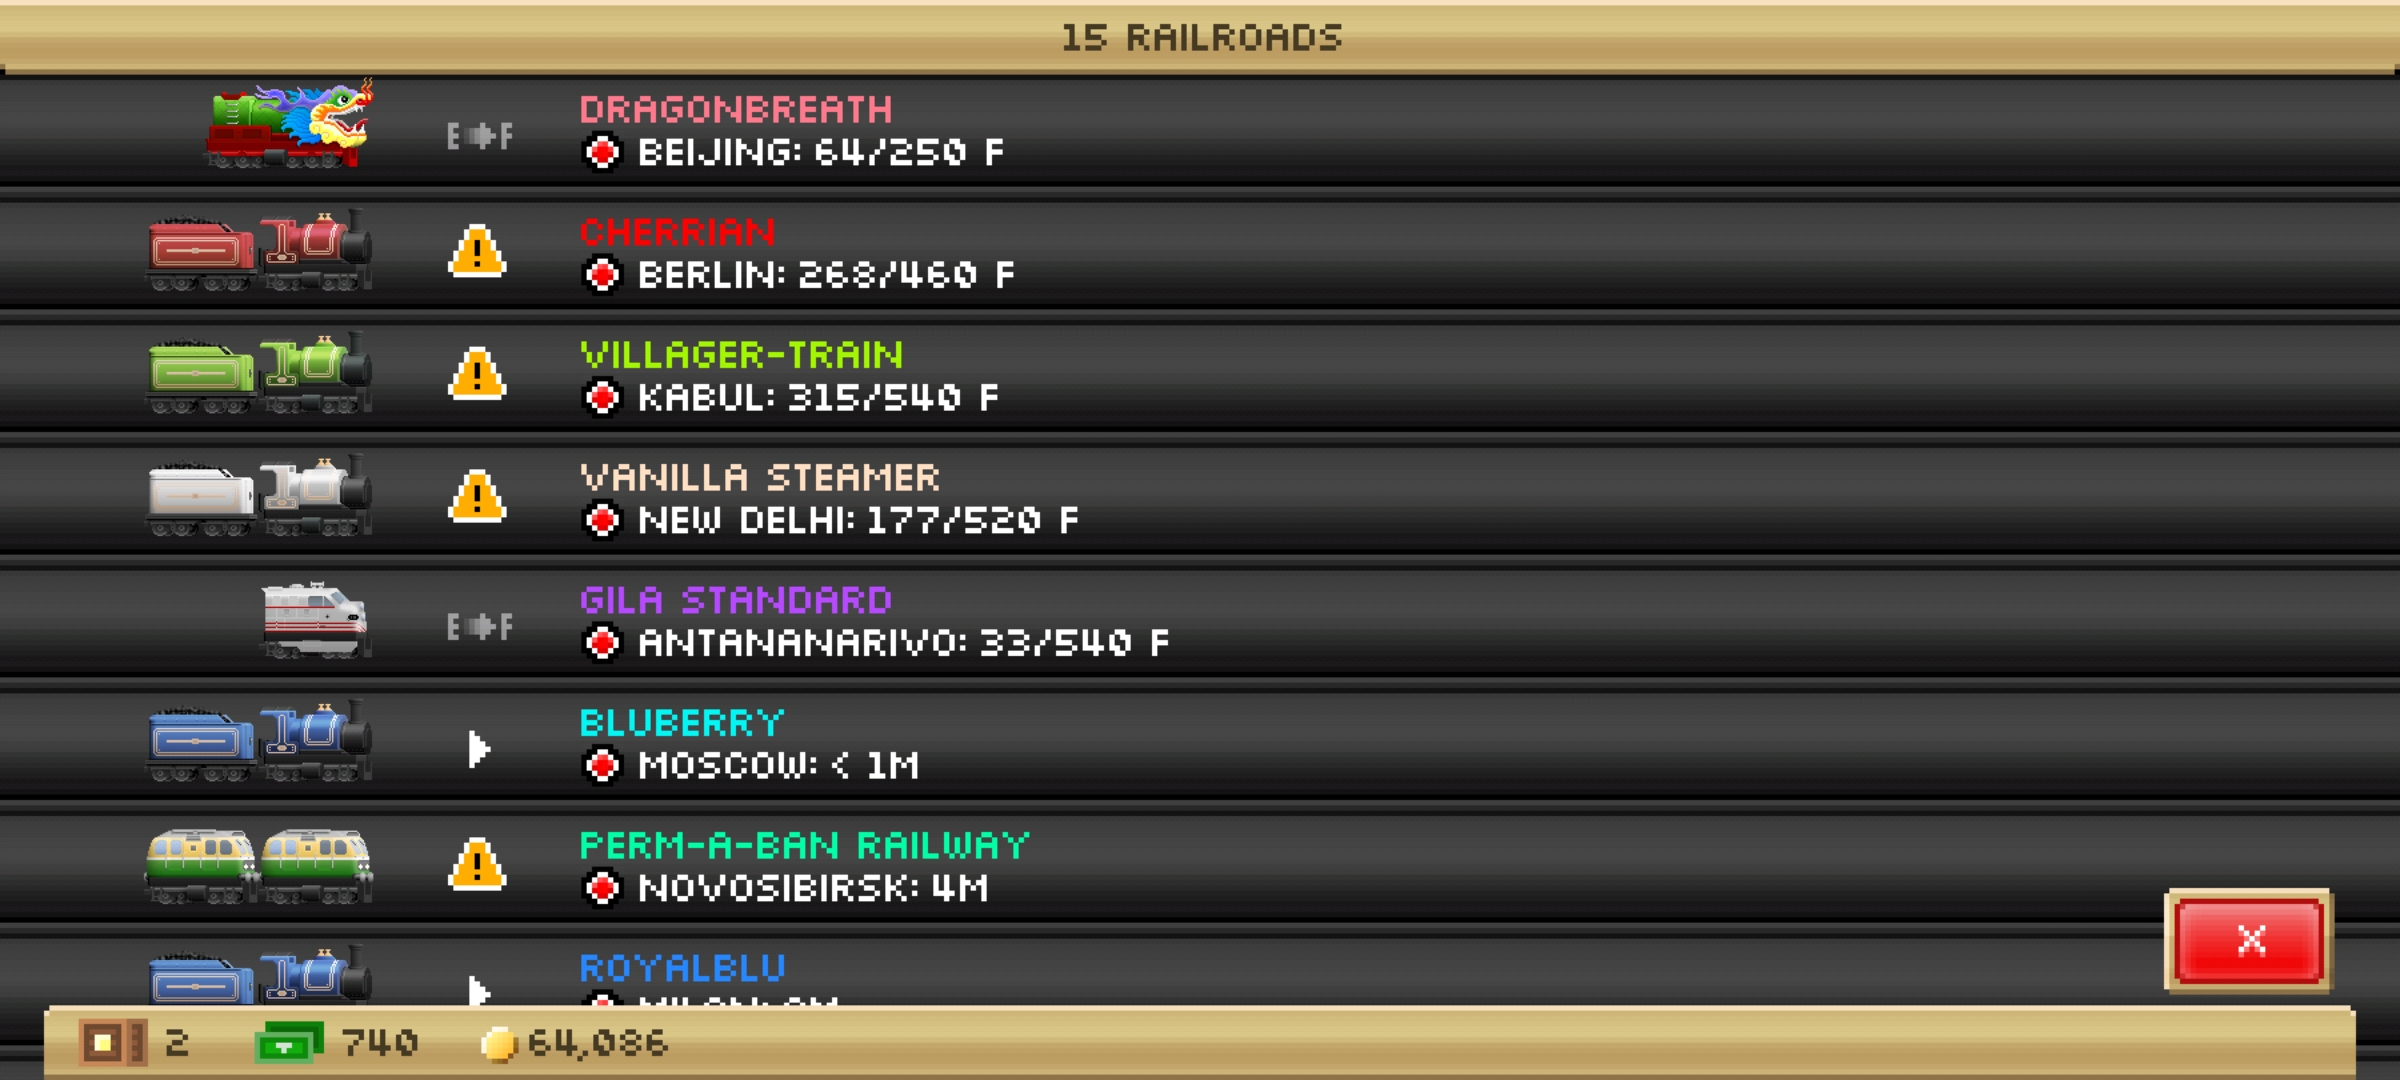 15 RAILROADS
DRAGONBREATH
E F
BEIJING: 64/250 F
CHERRIAN
BERLIN: 268/460 F
VILLAGER-TRAIN
KABUL: 315/540 F
VANILLA STEAMER
NEW DELHI: 177/520 F
GILA STANDARD
E F
ANTANANARIVO: 33/540 F
BLUBERRY
MOSCOW: < 1M
PERM-A-BAN RAILWAY
NOVOSIBIRSK: 4M
X
ROYALBLU
2 740 64,086